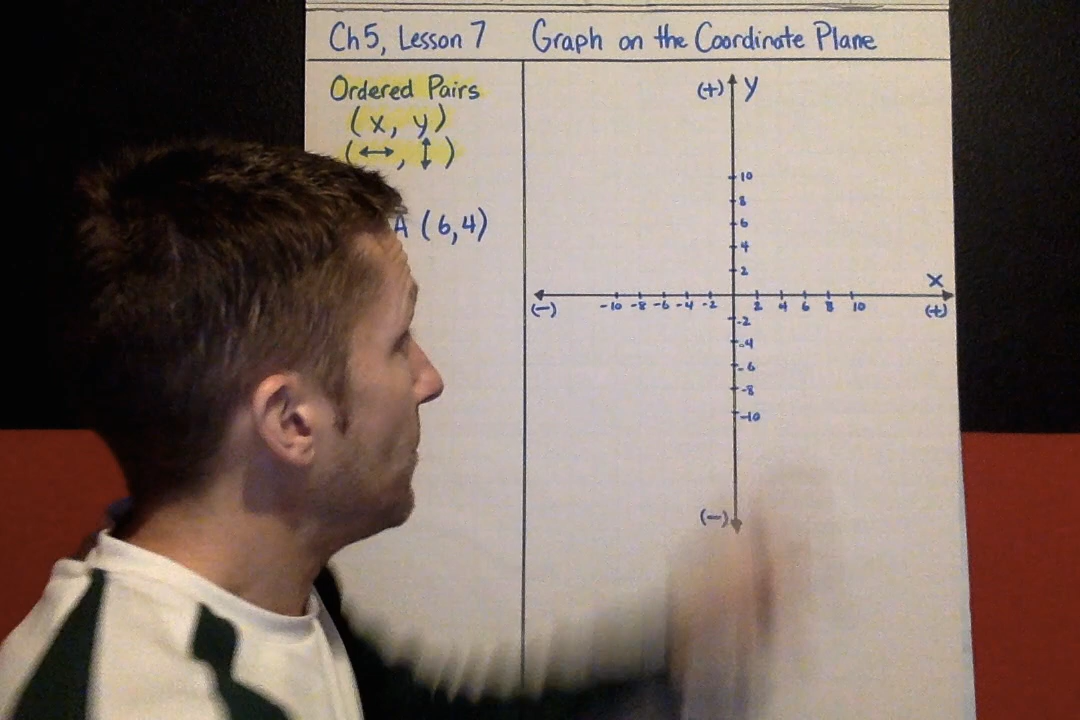 Ch 5, Lesson 7 Graph on the Coordinate Plane
Ordered Pairs
(x, y)
(↔, ↕)
A (6,4)
(+) y
10
8
6
4
2
x
(-) -10 -8 -6 -4 -2 2 4 6 8 10 (+)
-2
-4
-6
-8
-10
(-)